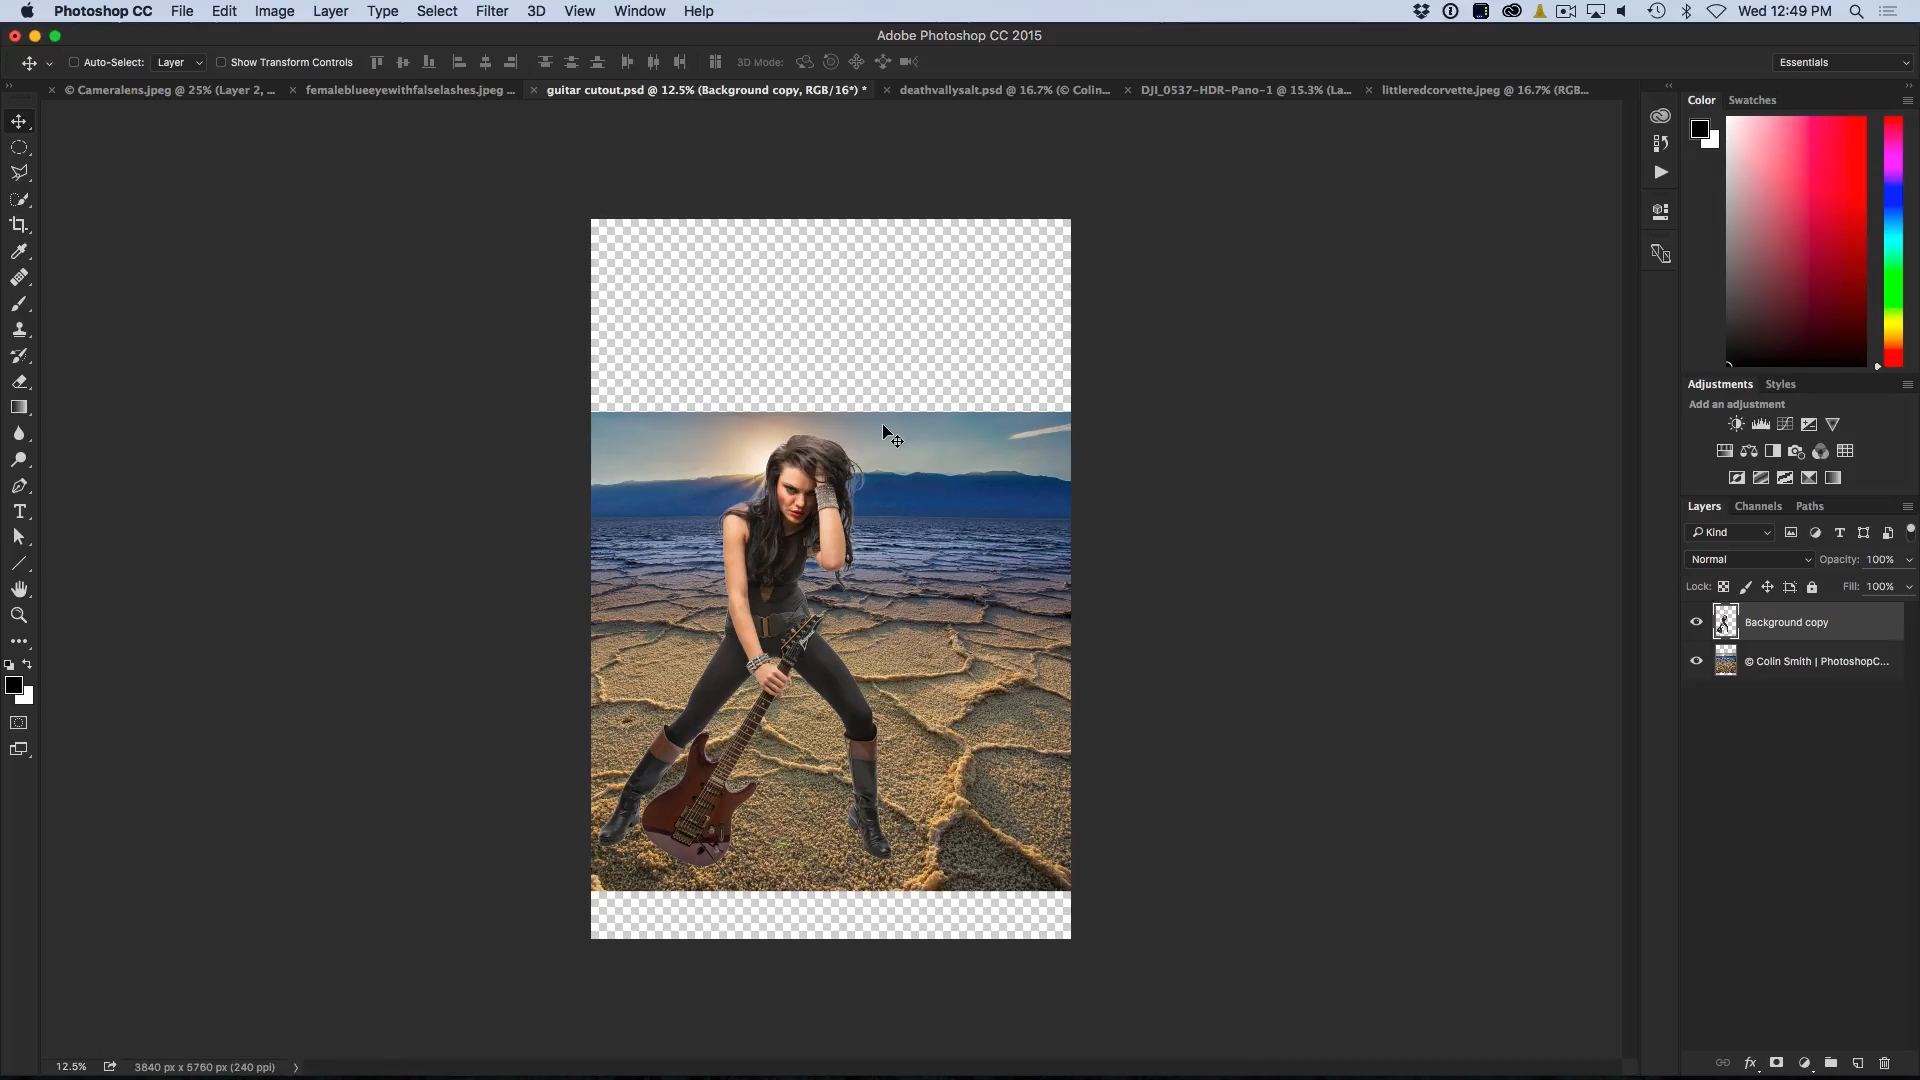 Photoshop CC File Edit Image Layer Type Select Filter 3D View Window Help Wed 12:49 PM
Adobe Photoshop CC 2015
Auto-Select: Layer Show Transform Controls 3D Mode: Essentials
© Cameralens.jpeg @ 25% (Layer 2, ... femaleblueeyewithfalselashes.jpeg ... guitar cutout.psd @ 12.5% (Background copy, RGB/16*) * deathvallysalt.psd @ 16.7% (© Colin... DJI_0537-HDR-Pano-1 @ 15.3% (La... littleredcorvette.jpeg @ 16.7% (RGB...
Color Swatches
Adjustments Styles
Add an adjustment
Layers Channels Paths
Kind
Normal Opacity: 100%
Lock: Fill: 100%
Background copy
© Colin Smith | PhotoshopC...
12.5% 3840 px x 5760 px (240 ppi)